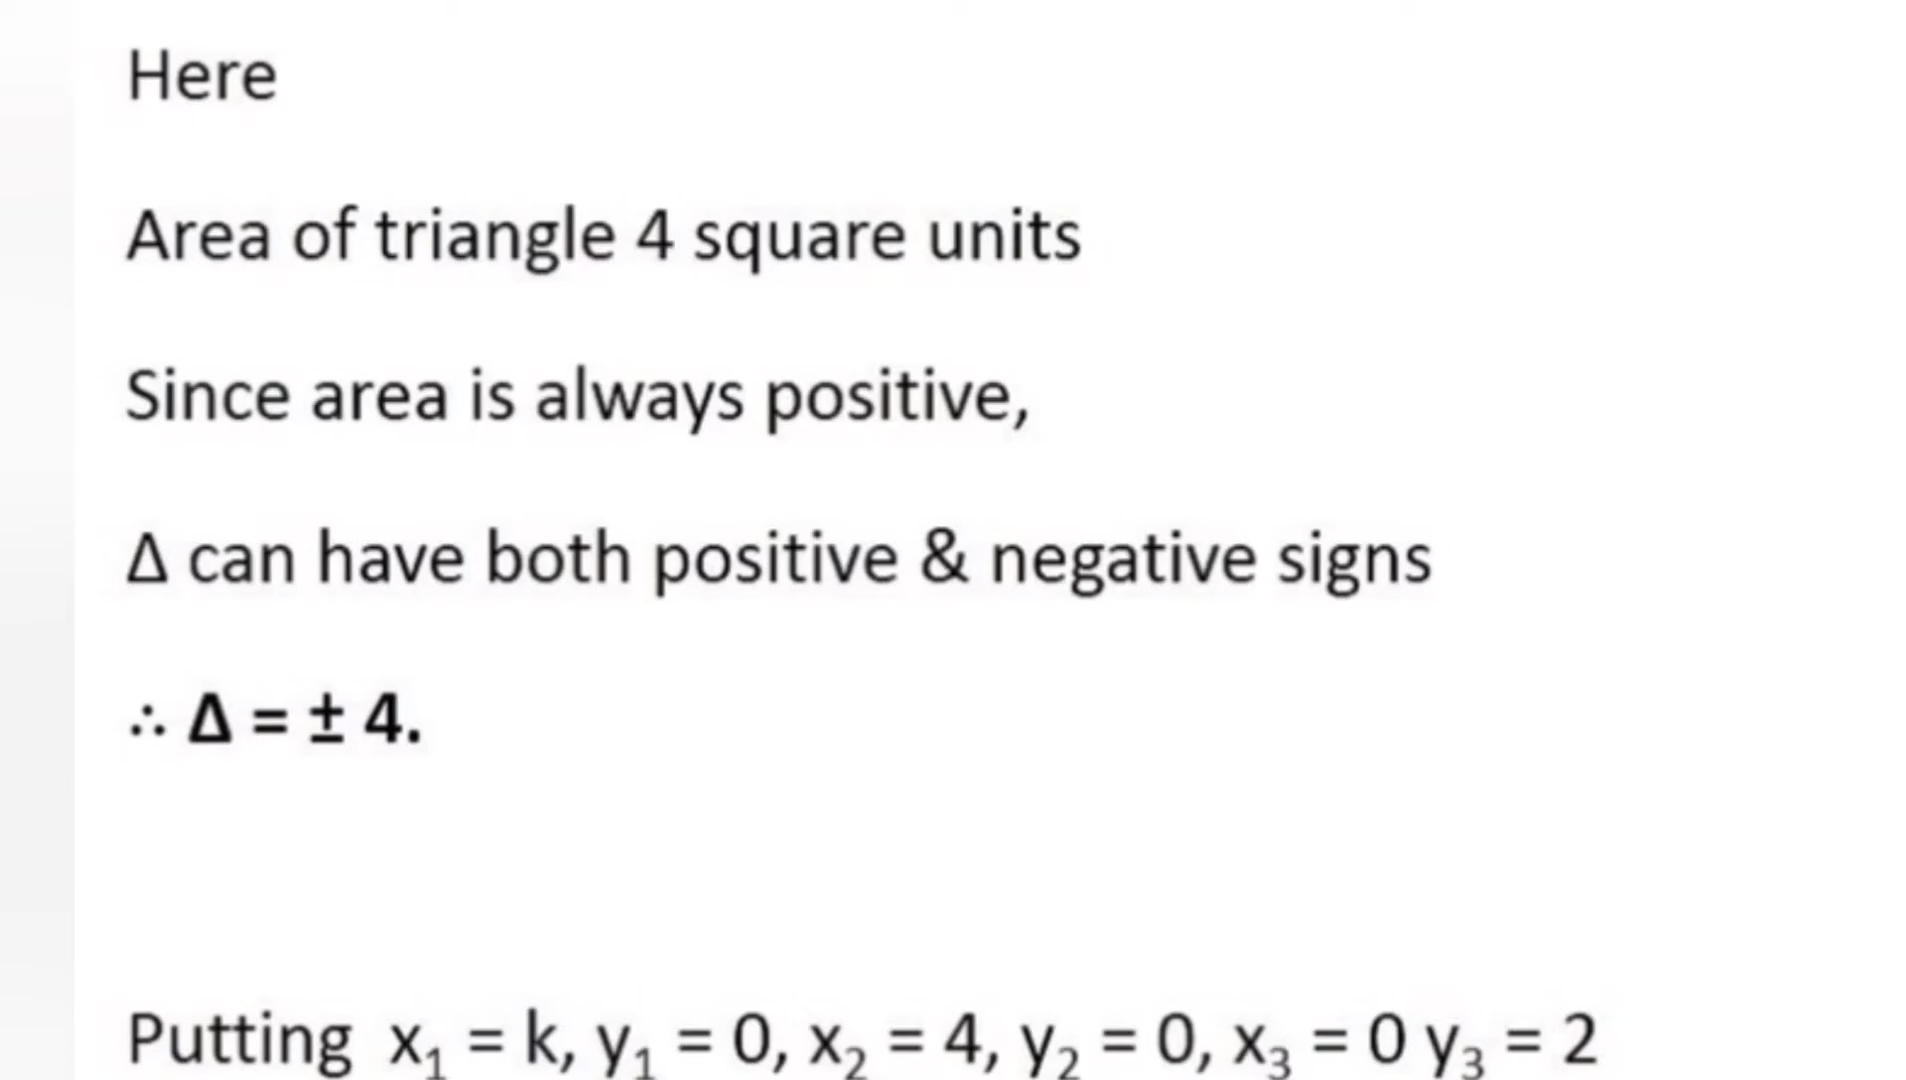 Here
Area of triangle 4 square units
Since area is always positive,
Δ can have both positive & negative signs
∴ Δ = ± 4.
Putting x₁ = k, y₁ = 0, x₂ = 4, y₂ = 0, x₃ = 0 y₃ = 2